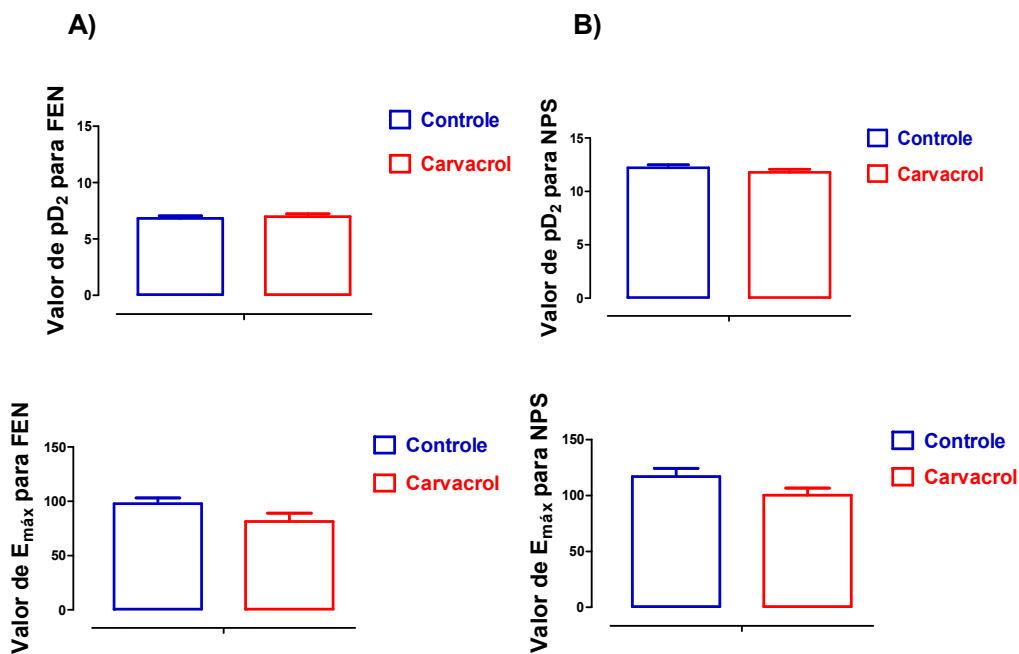 A)
Valor de pD2 para FEN
15
10
5
0
Controle
Carvacrol
B)
Valor de pD2 para NPS
15
10
5
0
Controle
Carvacrol
Valor de Emáx para FEN
150
100
50
0
Controle
Carvacrol
Valor de Emáx para NPS
150
100
50
0
Controle
Carvacrol